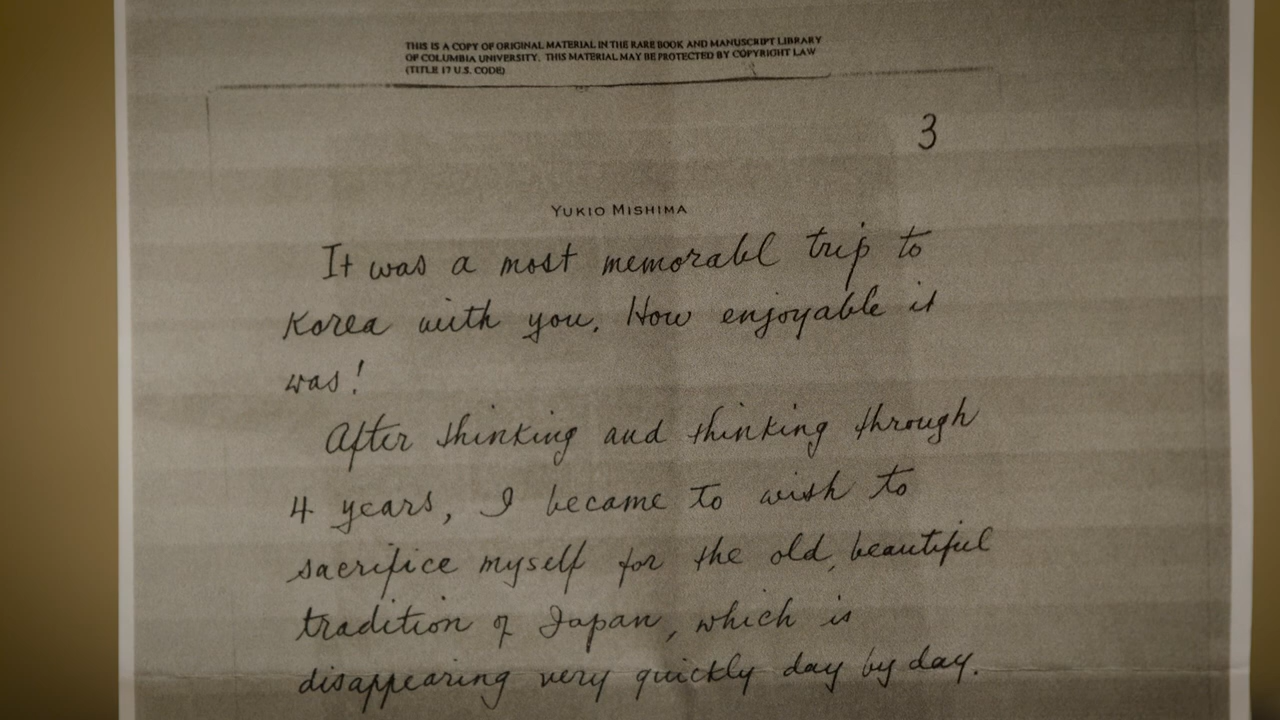 THIS IS A COPY OF ORIGINAL MATERIAL IN THE RARE BOOK AND MANUSCRIPT LIBRARY
OF COLUMBIA UNIVERSITY. THIS MATERIAL MAY BE PROTECTED BY COPYRIGHT LAW
(TITLE 17 U.S. CODE)
3
YUKIO MISHIMA
It was a most memorabl trip to
Korea with you. How enjoyable it
was!
After thinking and thinking through
4 years, I became to wish to
sacrifice myself for the old, beautiful
tradition of Japan, which is
disappearing very quickly day by day.